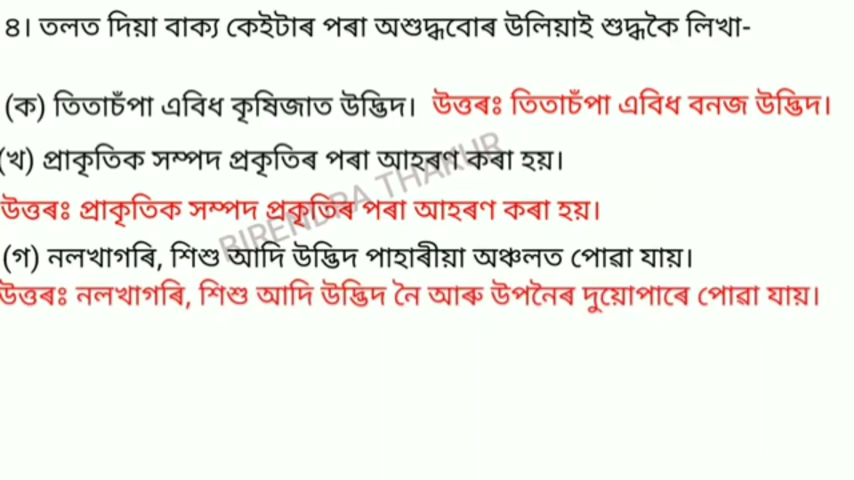 ৪। তলত দিয়া বাক্য কেইটাৰ পৰা অশুদ্ধবোৰ উলিয়াই শুদ্ধকৈ লিখা-
(ক) তিতাচঁপা এবিধ কৃষিজাত উদ্ভিদ। উত্তৰঃ তিতাচঁপা এবিধ বনজ উদ্ভিদ।
(খ) প্ৰাকৃতিক সম্পদ প্ৰকৃতিৰ পৰা আহৰণ কৰা হয়।
উত্তৰঃ প্ৰাকৃতিক সম্পদ প্ৰকৃতিৰ পৰা আহৰণ কৰা হয়।
(গ) নলখাগৰি, শিশু আদি উদ্ভিদ পাহাৰীয়া অঞ্চলত পোৱা যায়।
উত্তৰঃ নলখাগৰি, শিশু আদি উদ্ভিদ নৈ আৰু উপনৈৰ দুয়োপাৰে পোৱা যায়।
BIRENDRA THAKUR